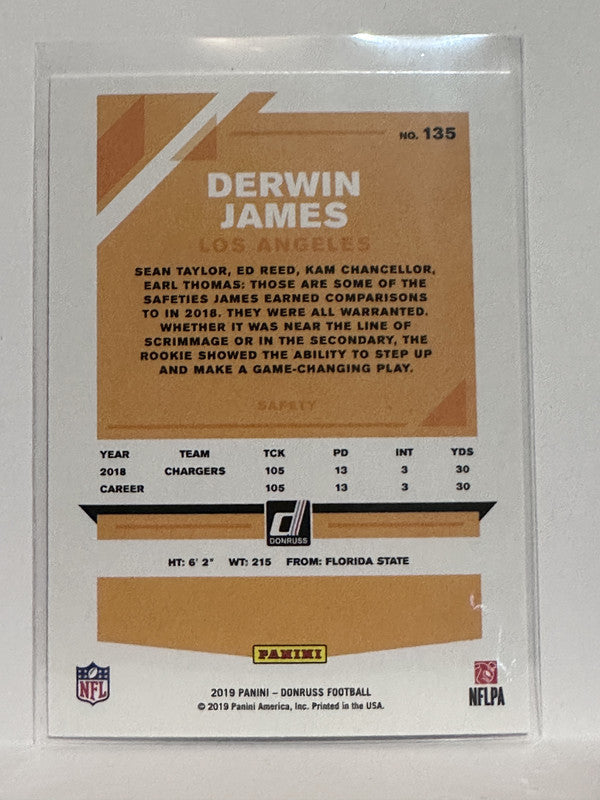 NO. 135
DERWIN
JAMES
LOS ANGELES
SEAN TAYLOR, ED REED, KAM CHANCELLOR,
EARL THOMAS: THOSE ARE SOME OF THE
SAFETIES JAMES EARNED COMPARISONS
TO IN 2018. THEY WERE ALL WARRANTED.
WHETHER IT WAS NEAR THE LINE OF
SCRIMMAGE OR IN THE SECONDARY, THE
ROOKIE SHOWED THE ABILITY TO STEP UP
AND MAKE A GAME-CHANGING PLAY.
SAFETY
YEAR TEAM TCK PD INT YDS
2018 CHARGERS 105 13 3 30
CAREER 105 13 3 30
d
DONRUSS
HT: 6' 2" WT: 215 FROM: FLORIDA STATE
PANINI
NFL
2019 PANINI – DONRUSS FOOTBALL
© 2019 Panini America, Inc. Printed in the USA.
NFLPA